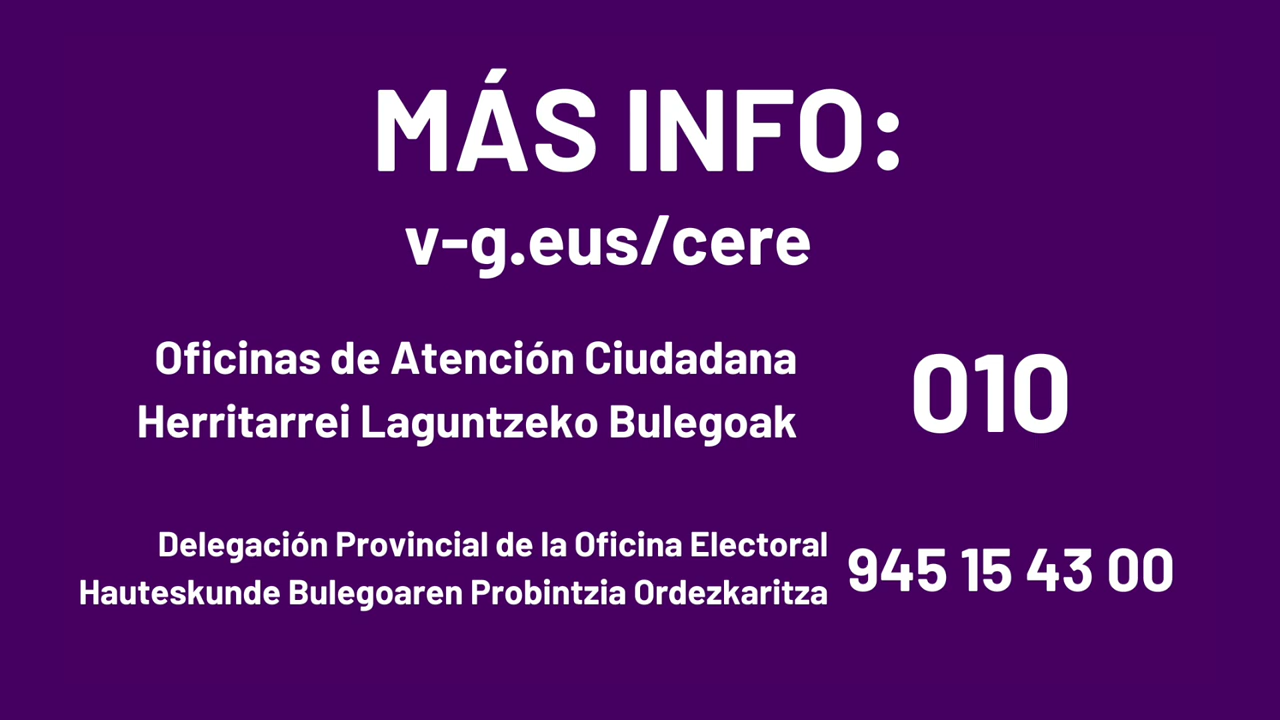 MÁS INFO:
v-g.eus/cere
Oficinas de Atención Ciudadana
Herritarrei Laguntzeko Bulegoak
010
Delegación Provincial de la Oficina Electoral
Hauteskunde Bulegoaren Probintzia Ordezkaritza
945 15 43 00